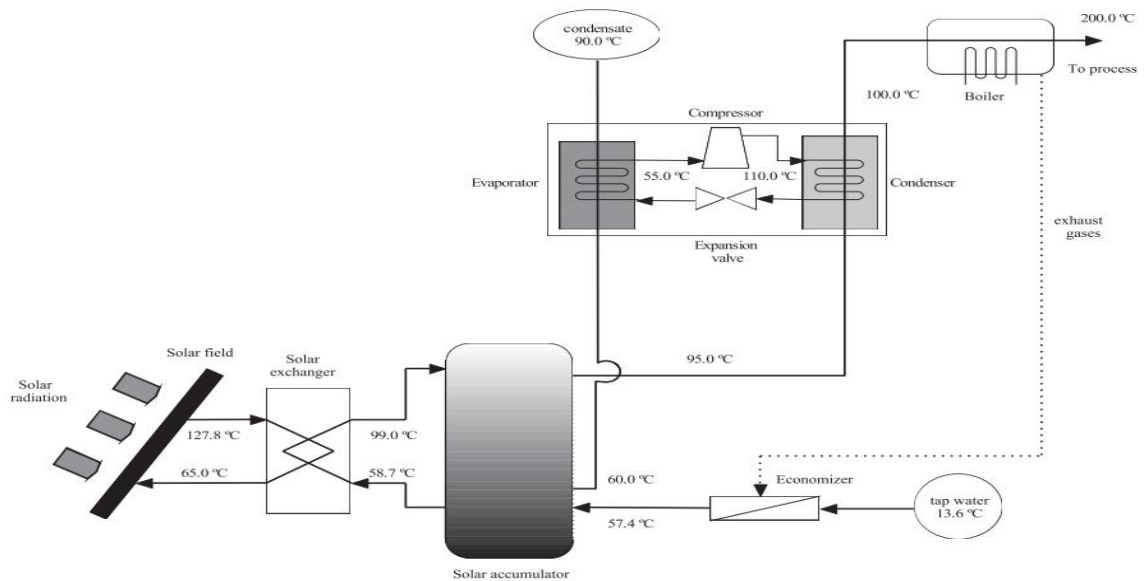 condensate
90.0 ºC
200.0 ºC
To process
Boiler
100.0 ºC
Compressor
Evaporator
55.0 ºC
110.0 ºC
Condenser
Expansion
valve
exhaust
gases
Solar field
Solar
exchanger
Solar
radiation
95.0 ºC
127.8 ºC
99.0 ºC
65.0 ºC
58.7 ºC
60.0 ºC
Economizer
57.4 ºC
tap water
13.6 ºC
Solar accumulator